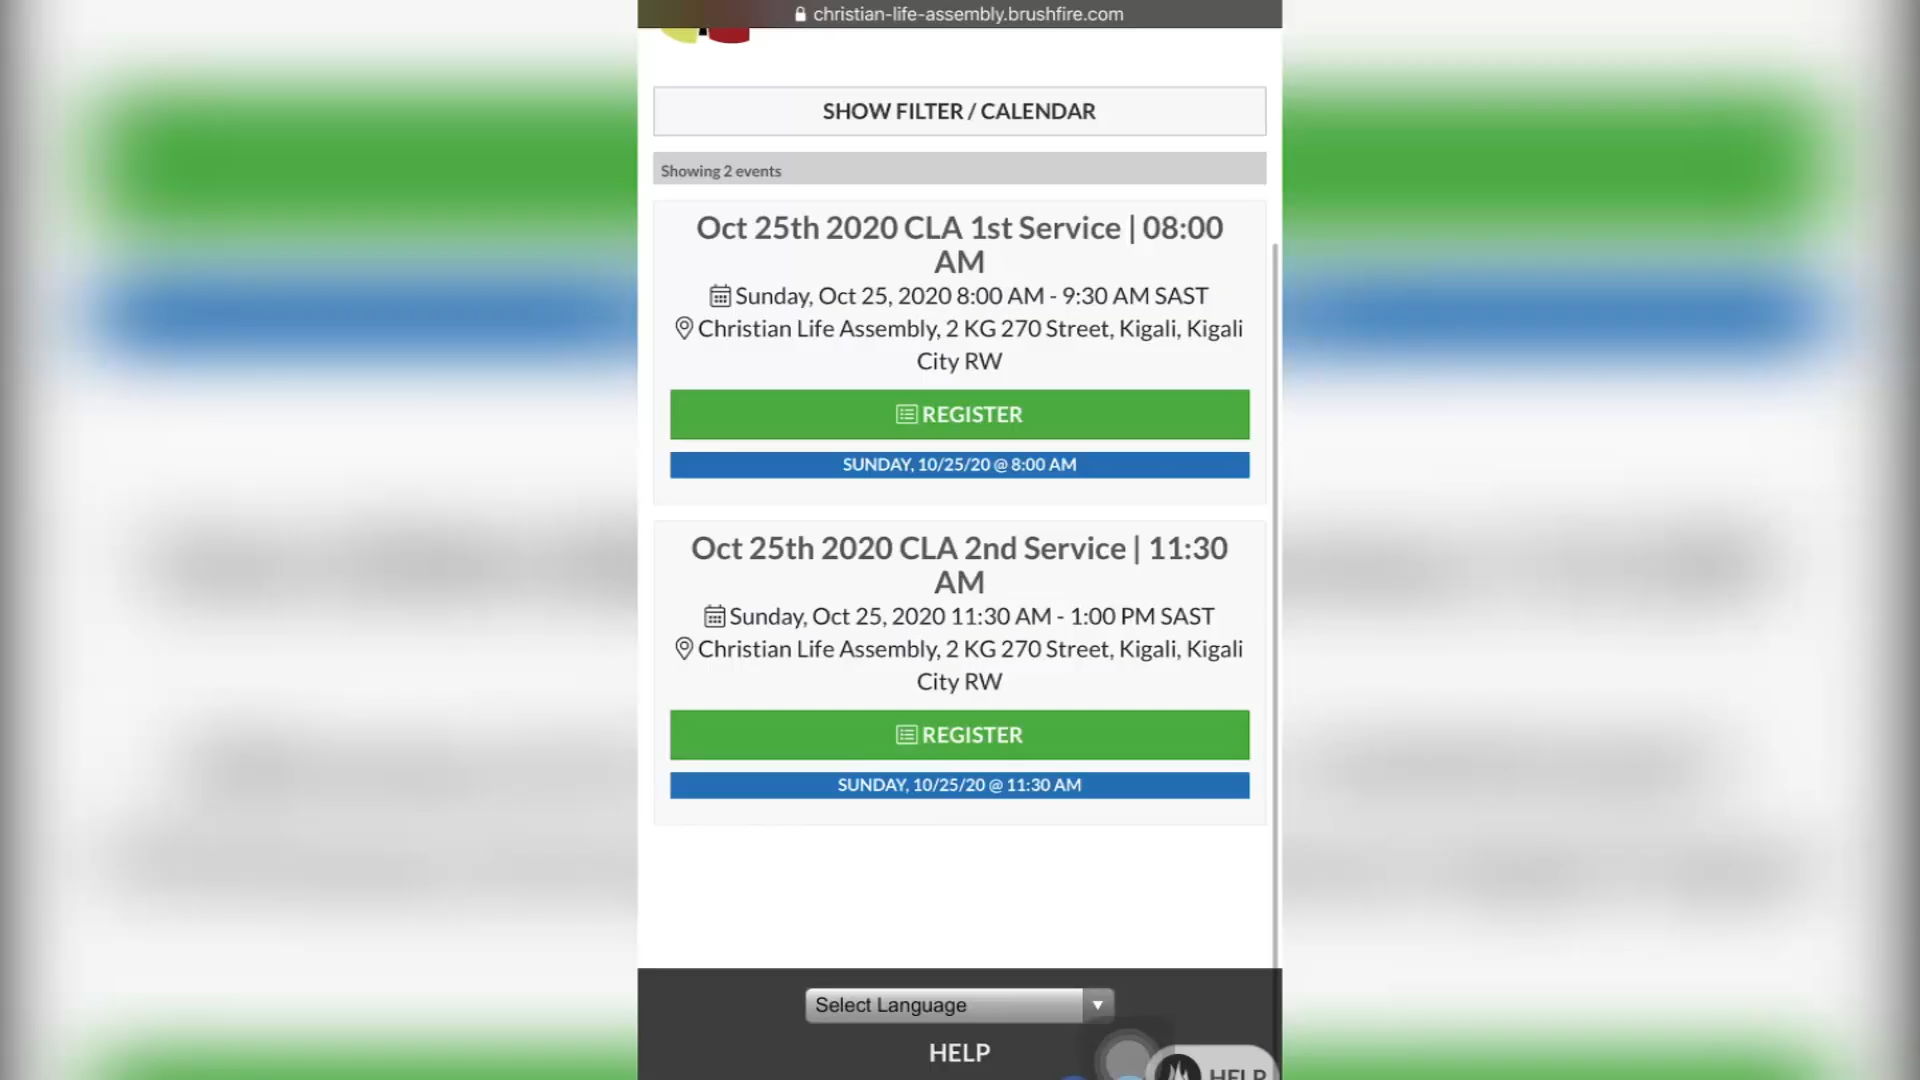 christian-life-assembly.brushfire.com
SHOW FILTER / CALENDAR
Showing 2 events
Oct 25th 2020 CLA 1st Service | 08:00
AM
Sunday, Oct 25, 2020 8:00 AM - 9:30 AM SAST
Christian Life Assembly, 2 KG 270 Street, Kigali, Kigali
City RW
REGISTER
SUNDAY, 10/25/20 @ 8:00 AM
Oct 25th 2020 CLA 2nd Service | 11:30
AM
Sunday, Oct 25, 2020 11:30 AM - 1:00 PM SAST
Christian Life Assembly, 2 KG 270 Street, Kigali, Kigali
City RW
REGISTER
SUNDAY, 10/25/20 @ 11:30 AM
Select Language
HELP
HELP